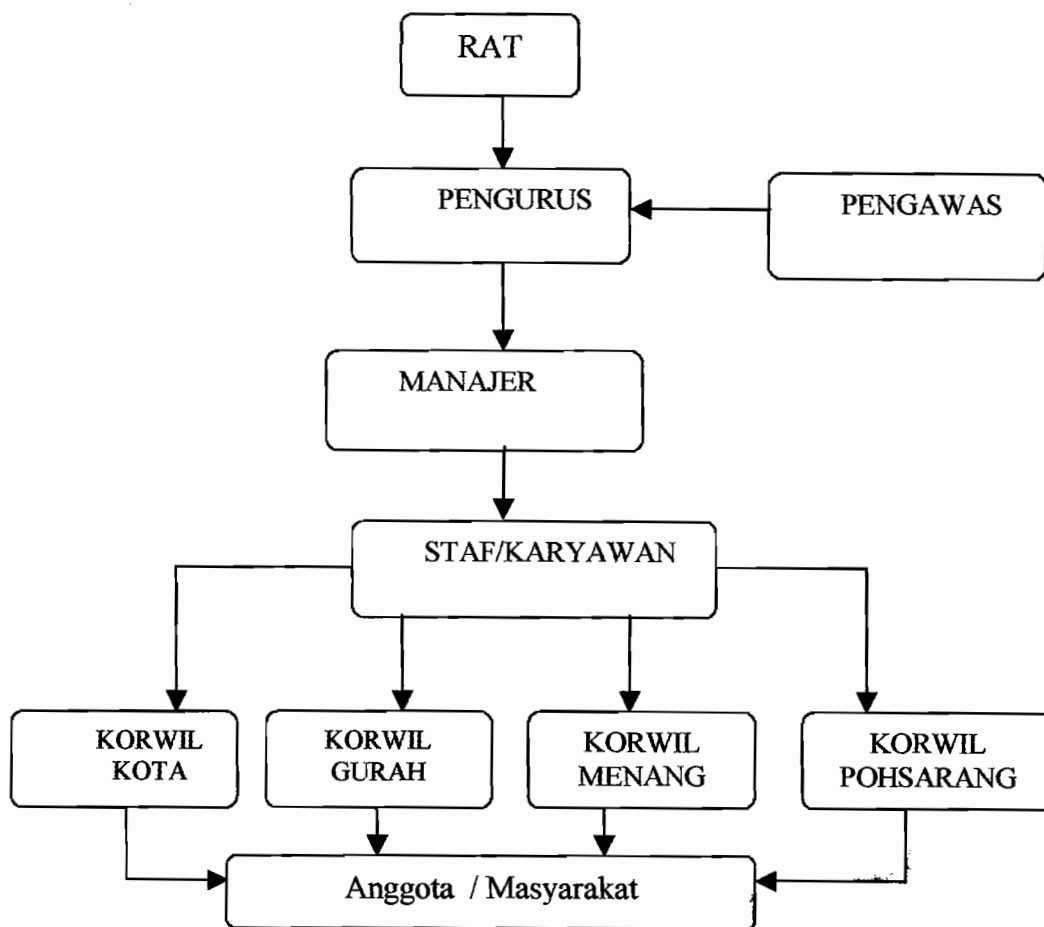 RAT
PENGURUS
PENGAWAS
MANAJER
STAF/KARYAWAN
KORWIL
KOTA
KORWIL
GURAH
KORWIL
MENANG
KORWIL
POHSARANG
Anggota / Masyarakat